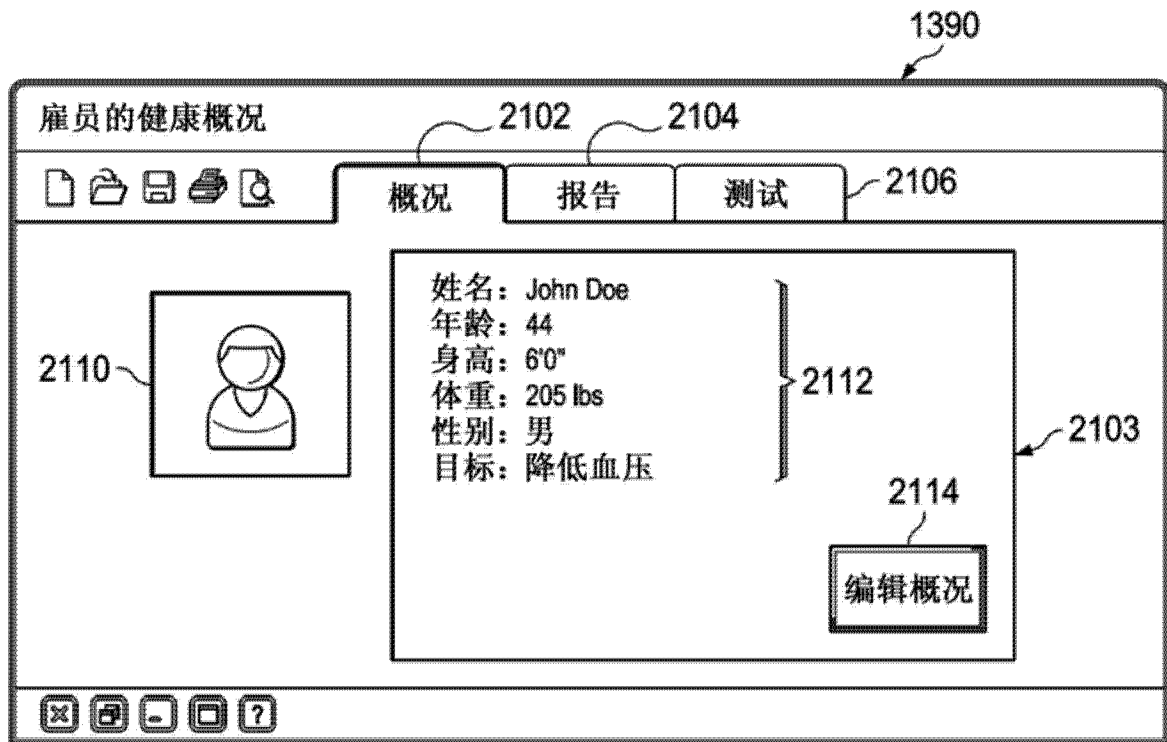 1390
雇员的健康概况
2102
2104
概况
报告
测试
2106
姓名：John Doe
年龄：44
身高：6'0"
体重：205 lbs
性别：男
目标：降低血压
2110
2112
2103
2114
编辑概况
?